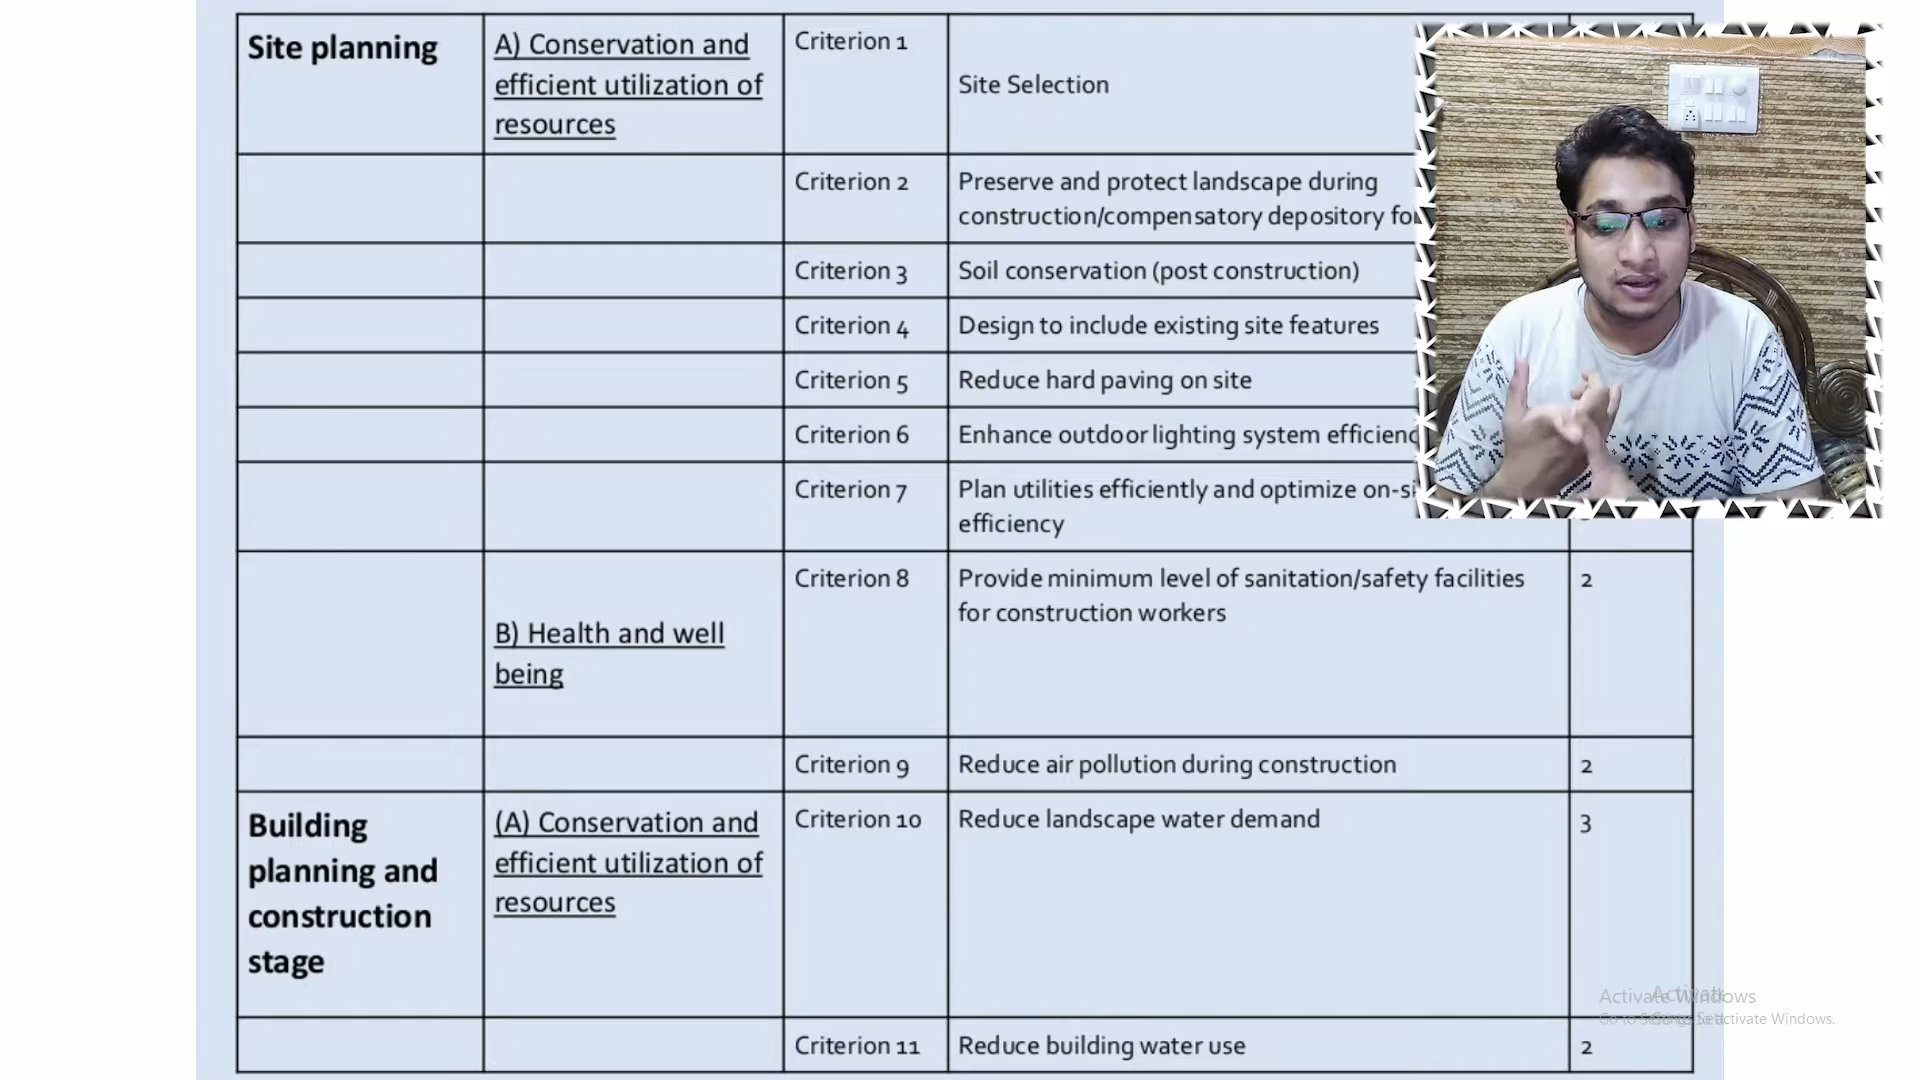 Site planning
A) Conservation and
efficient utilization of
resources
Criterion 1
Site Selection
Criterion 2
Preserve and protect landscape during
construction/compensatory depository
Criterion 3
Soil conservation (post construction)
Criterion 4
Design to include existing site features
Criterion 5
Reduce hard paving on site
Criterion 6
Enhance outdoor lighting system
Criterion 7
Plan utilities efficiently and optimize
efficiency
B) Health and well
being
Criterion 8
Provide minimum level of sanitation/safety facilities
for construction workers
2
Criterion 9
Reduce air pollution during construction
2
Building
planning and
construction
stage
(A) Conservation and
efficient utilization of
resources
Criterion 10
Reduce landscape water demand
3
Criterion 11
Reduce building water use
2
Activate Windows